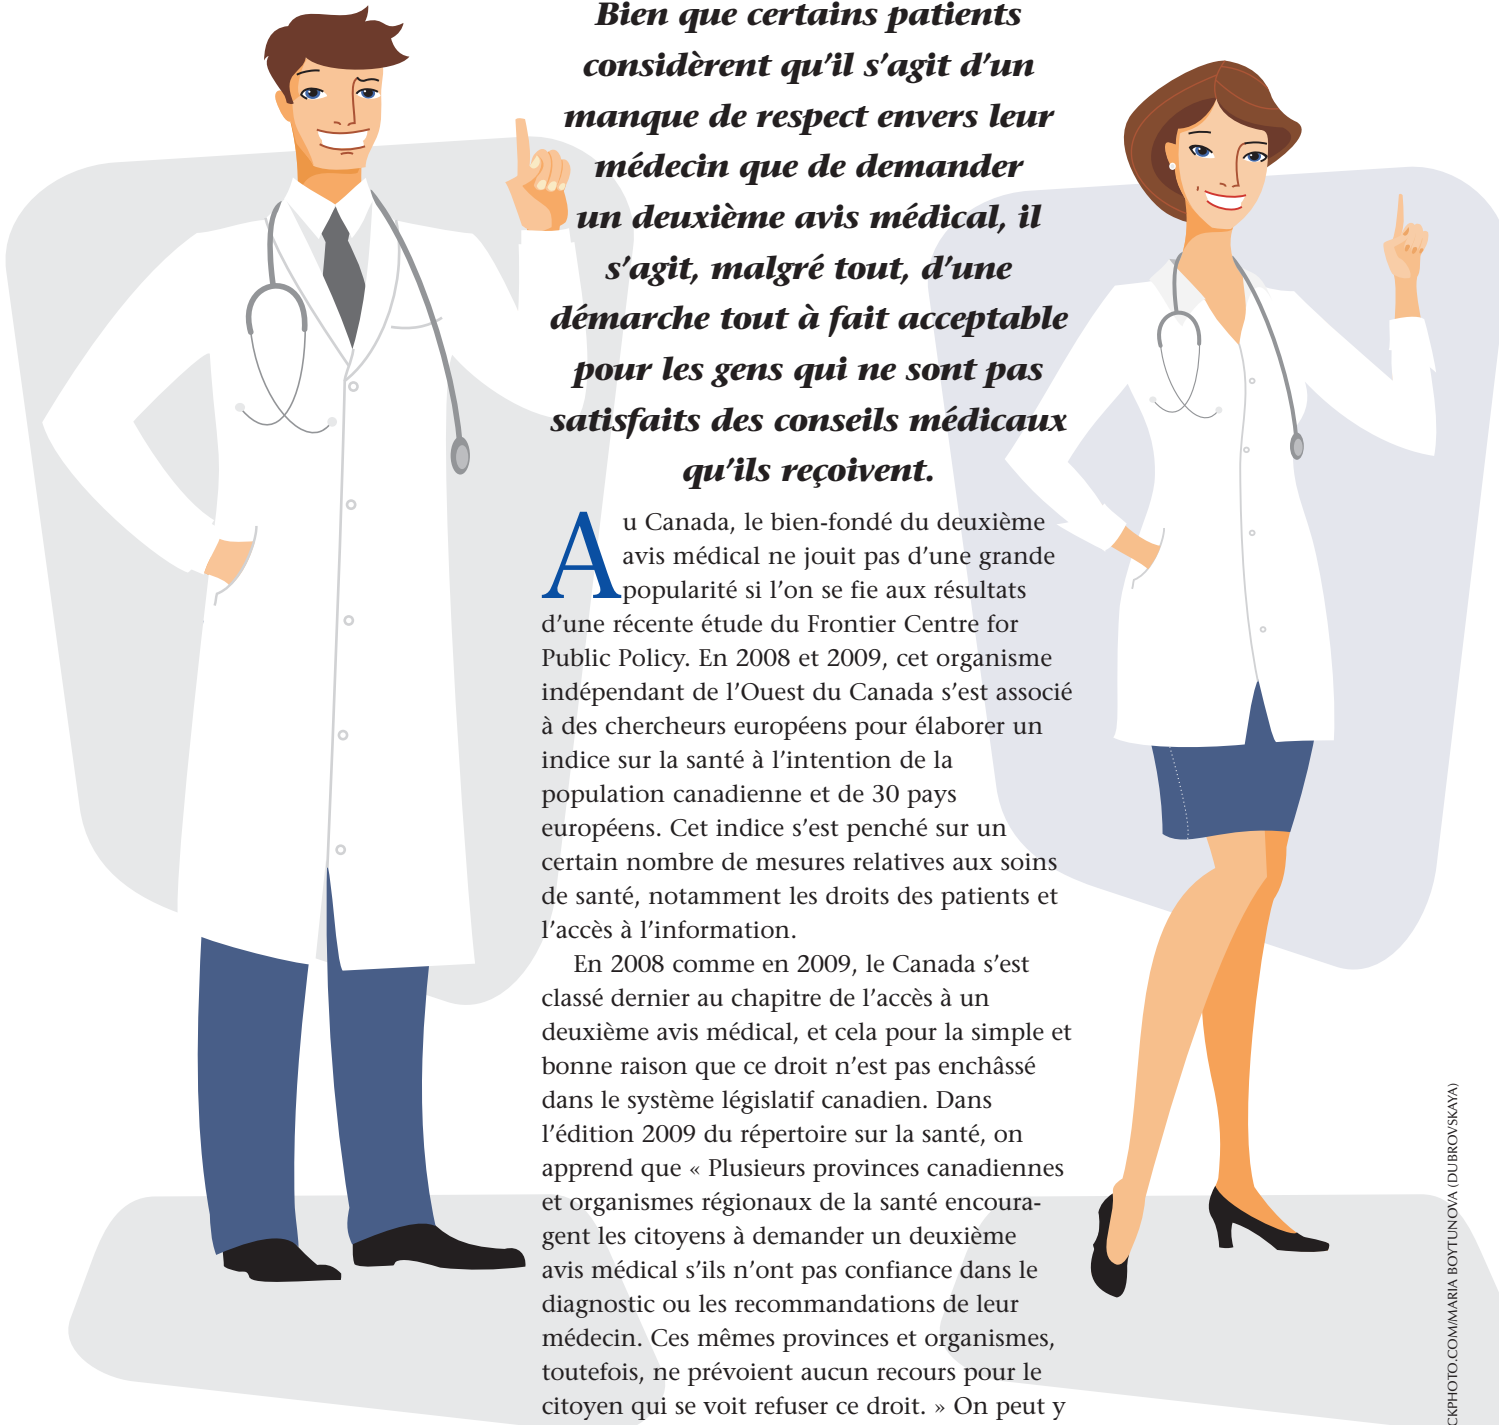 Bien que certains patients
considèrent qu’il s’agit d’un
manque de respect envers leur
médecin que de demander
un deuxième avis médical, il
s’agit, malgré tout, d’une
démarche tout à fait acceptable
pour les gens qui ne sont pas
satisfaits des conseils médicaux
qu’ils reçoivent.
Au Canada, le bien-fondé du deuxième
avis médical ne jouit pas d’une grande
popularité si l’on se fie aux résultats
d’une récente étude du Frontier Centre for
Public Policy. En 2008 et 2009, cet organisme
indépendant de l’Ouest du Canada s’est associé
à des chercheurs européens pour élaborer un
indice sur la santé à l’intention de la
population canadienne et de 30 pays
européens. Cet indice s’est penché sur un
certain nombre de mesures relatives aux soins
de santé, notamment les droits des patients et
l’accès à l’information.
En 2008 comme en 2009, le Canada s’est
classé dernier au chapitre de l’accès à un
deuxième avis médical, et cela pour la simple et
bonne raison que ce droit n’est pas enchâssé
dans le système législatif canadien. Dans
l’édition 2009 du répertoire sur la santé, on
apprend que « Plusieurs provinces canadiennes
et organismes régionaux de la santé encoura-
gent les citoyens à demander un deuxième
avis médical s’ils n’ont pas confiance dans le
diagnostic ou les recommandations de leur
médecin. Ces mêmes provinces et organismes,
toutefois, ne prévoient aucun recours pour le
citoyen qui se voit refuser ce droit. » On peut y
CKPHOTO.COM/MARIA BOYTUNOVA (DUBROVSKAYA)